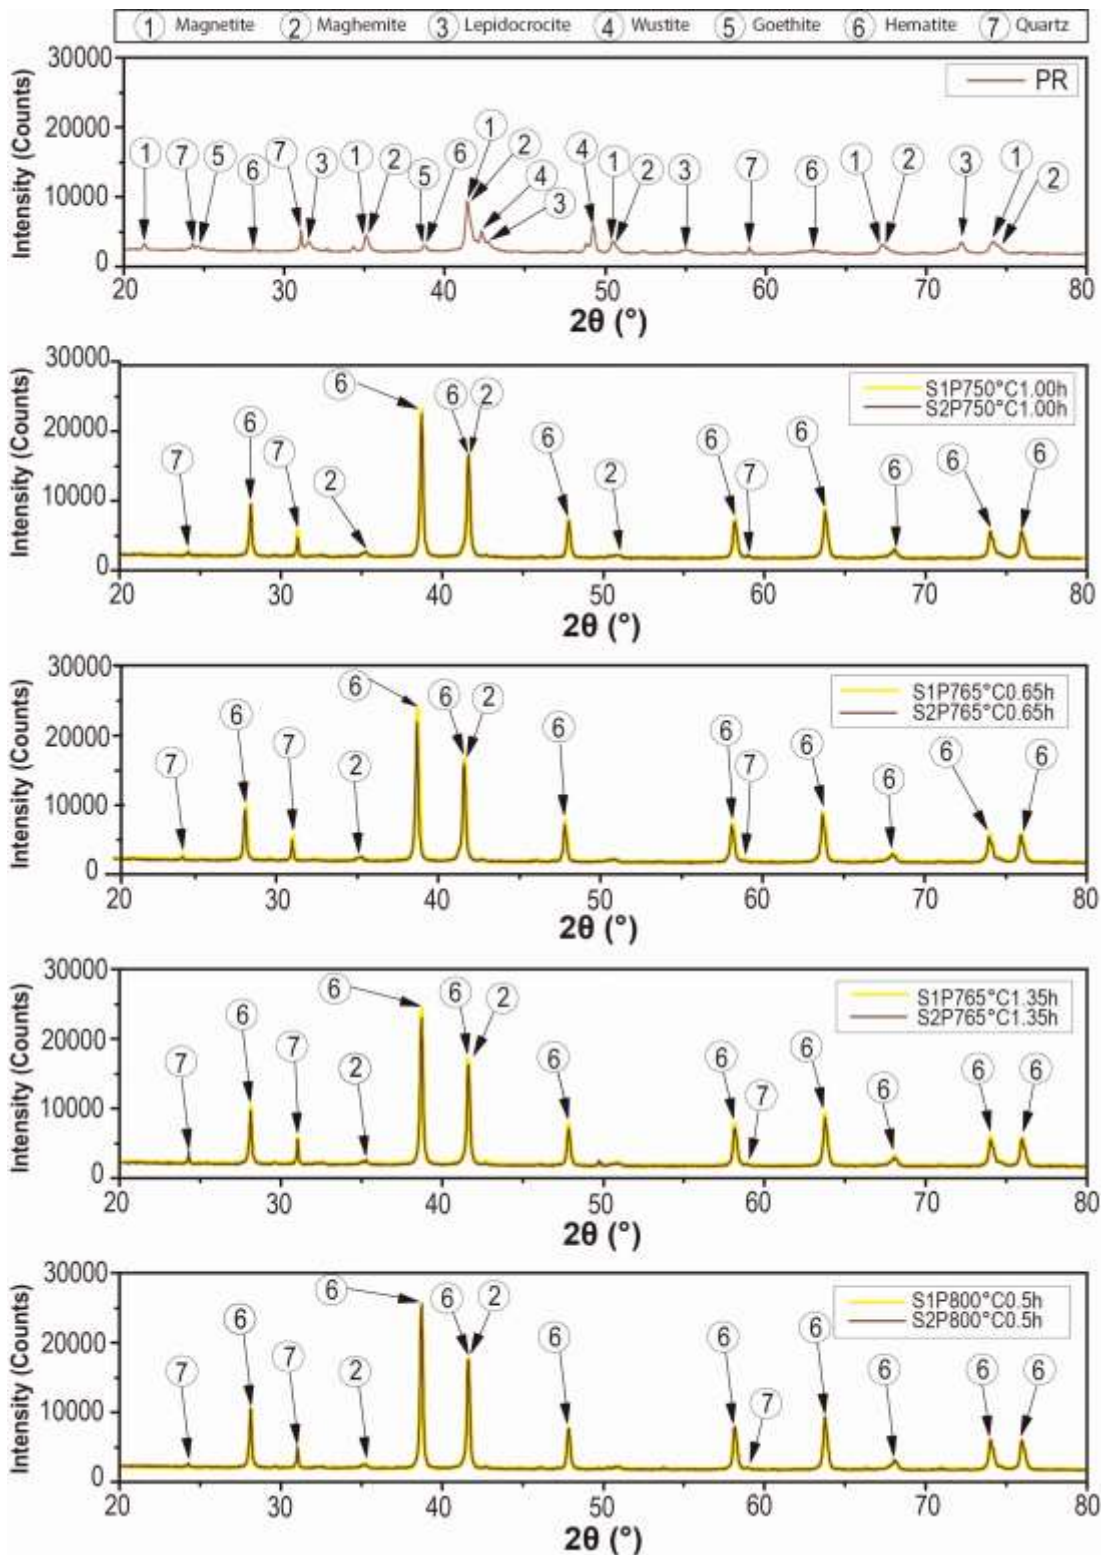 1 Magnetite 2 Maghemite 3 Lepidocrocite 4 Wustite 5 Goethite 6 Hematite 7 Quartz
Intensity (Counts)
30000
20000
10000
0
PR
1 7 5 6 7 3 1 2 5 6 1 2 4 3 4 1 2 3 7 6 1 2 3 1 2
20 30 40 50 60 70 80
2θ (°)
Intensity (Counts)
30000
20000
10000
0
S1P750°C1.00h
S2P750°C1.00h
7 6 7 2 6 6 2 6 2 6 7 6 6 6 6
20 30 40 50 60 70 80
2θ (°)
Intensity (Counts)
30000
20000
10000
0
S1P765°C0.65h
S2P765°C0.65h
7 6 7 2 6 6 2 6 6 7 6 6 6 6
20 30 40 50 60 70 80
2θ (°)
Intensity (Counts)
30000
20000
10000
0
S1P765°C1.35h
S2P765°C1.35h
7 6 7 2 6 6 2 6 6 7 6 6 6 6
20 30 40 50 60 70 80
2θ (°)
Intensity (Counts)
30000
20000
10000
0
S1P800°C0.5h
S2P800°C0.5h
7 6 7 2 6 6 2 6 6 7 6 6 6 6
20 30 40 50 60 70 80
2θ (°)